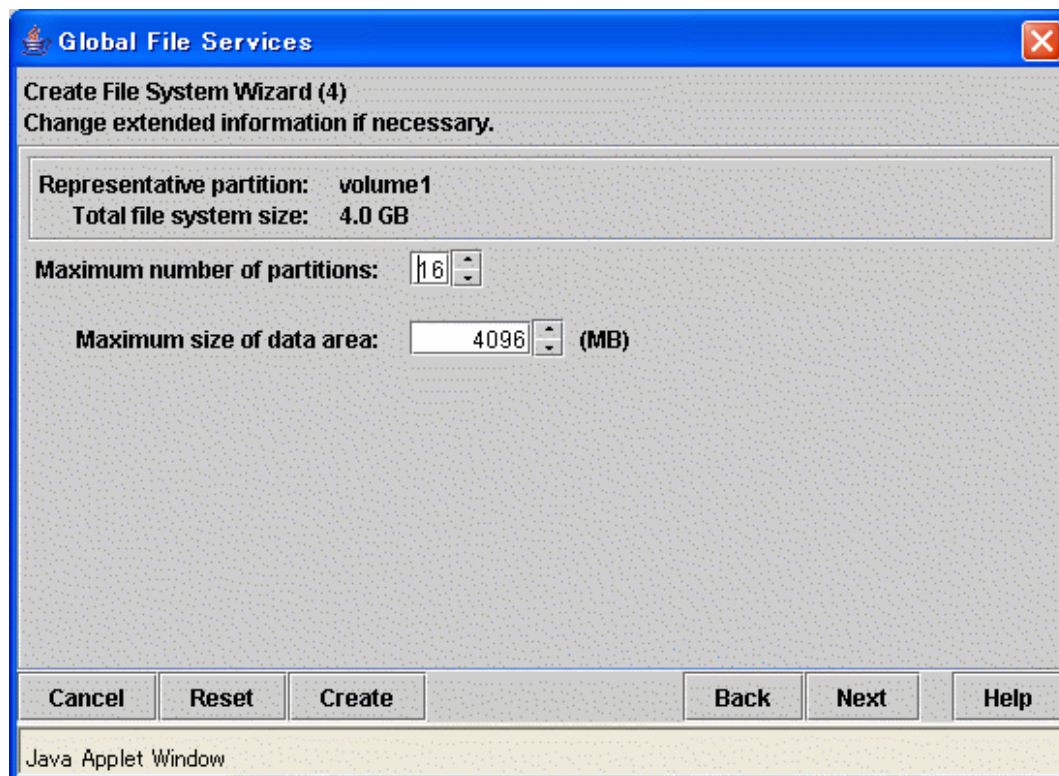 Global File Services
Create File System Wizard (4)
Change extended information if necessary.
Representative partition: volume1
Total file system size: 4.0 GB
Maximum number of partitions: 16
Maximum size of data area: 4096 (MB)
Cancel Reset Create Back Next Help
Java Applet Window